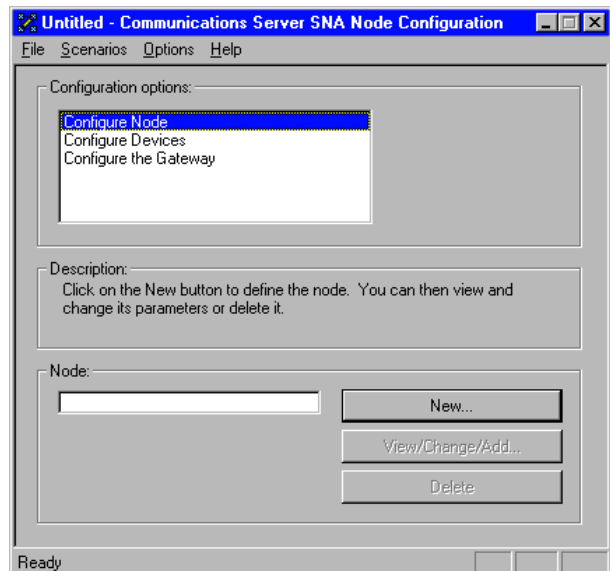 Untitled - Communications Server SNA Node Configuration
File Scenarios Options Help
Configuration options:
Configure Node
Configure Devices
Configure the Gateway
Description:
Click on the New button to define the node. You can then view and
change its parameters or delete it.
Node:
New...
View/Change/Add...
Delete
Ready